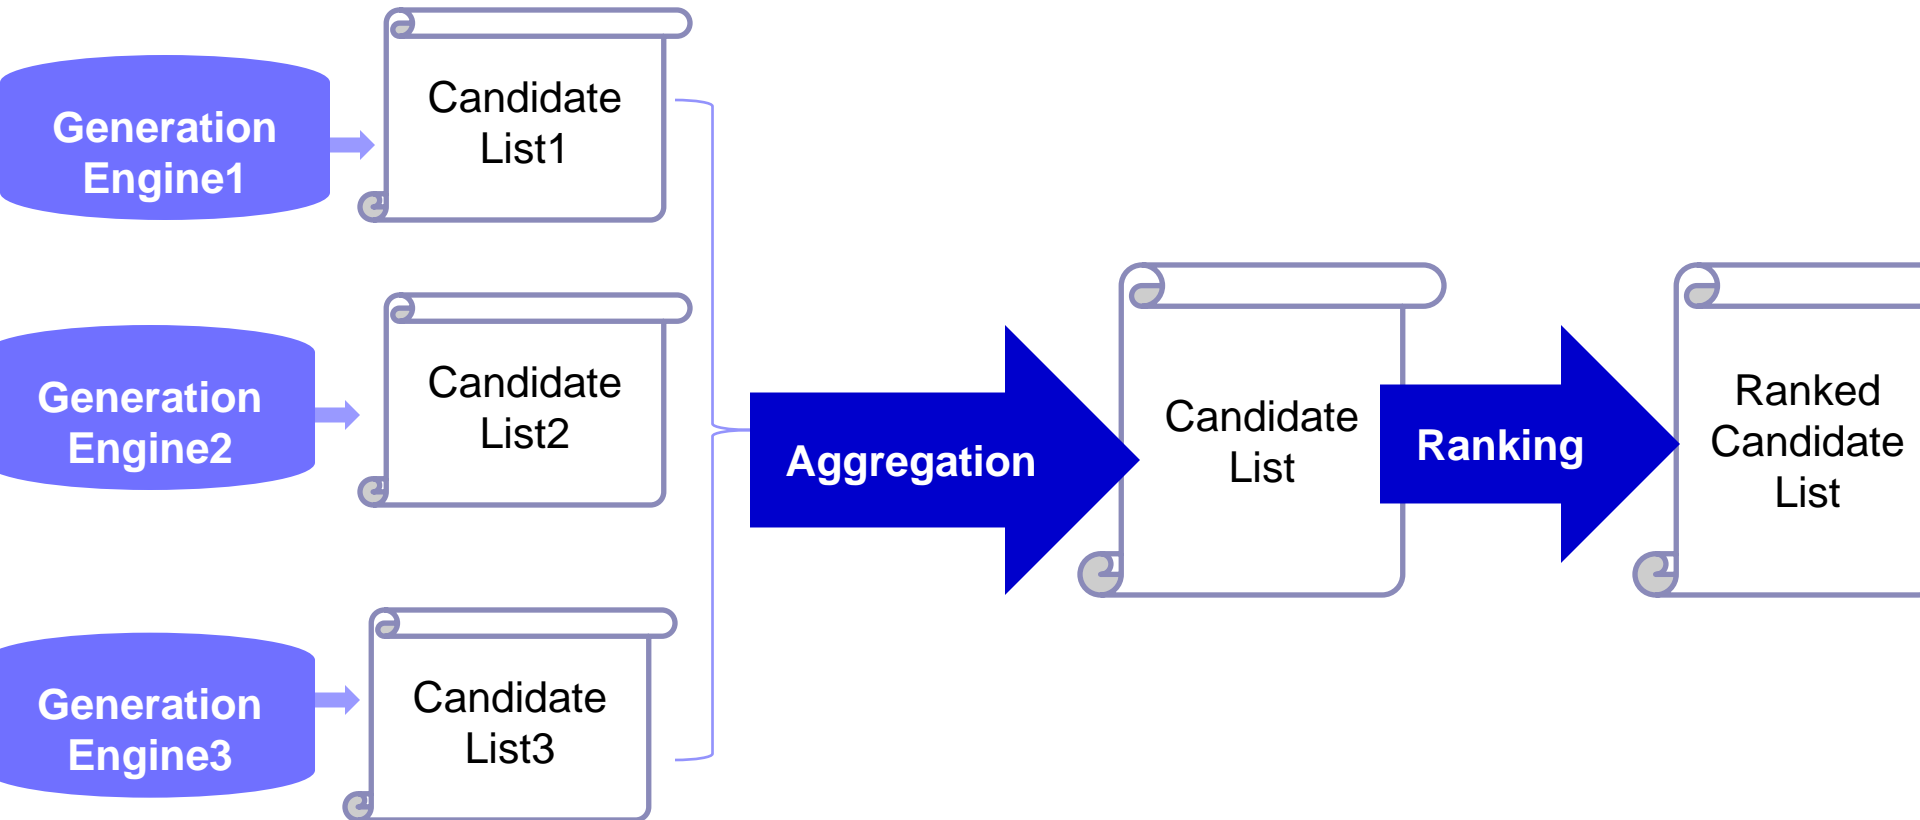 Generation
Engine1
Candidate
List1
Generation
Engine2
Candidate
List2
Generation
Engine3
Candidate
List3
Aggregation
Candidate
List
Ranking
Ranked
Candidate
List